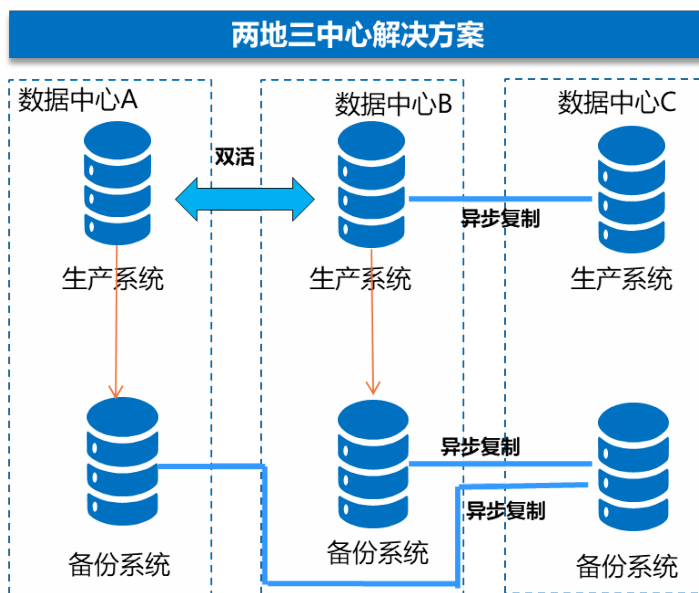 两地三中心解决方案
数据中心A
数据中心B
数据中心C
双活
异步复制
生产系统
生产系统
生产系统
异步复制
异步复制
备份系统
备份系统
备份系统